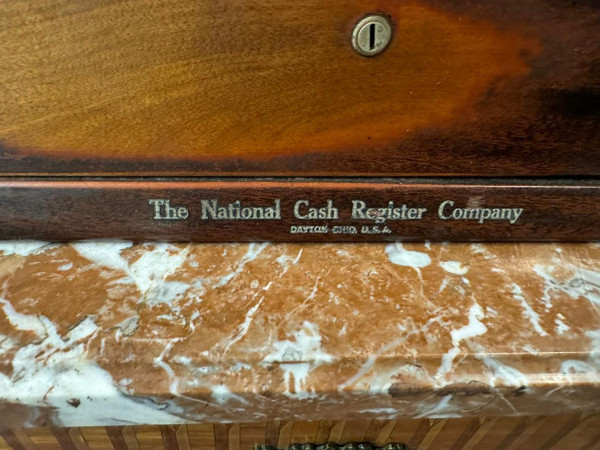 The National Cash Register Company
DAYTON OHIO, U.S.A.